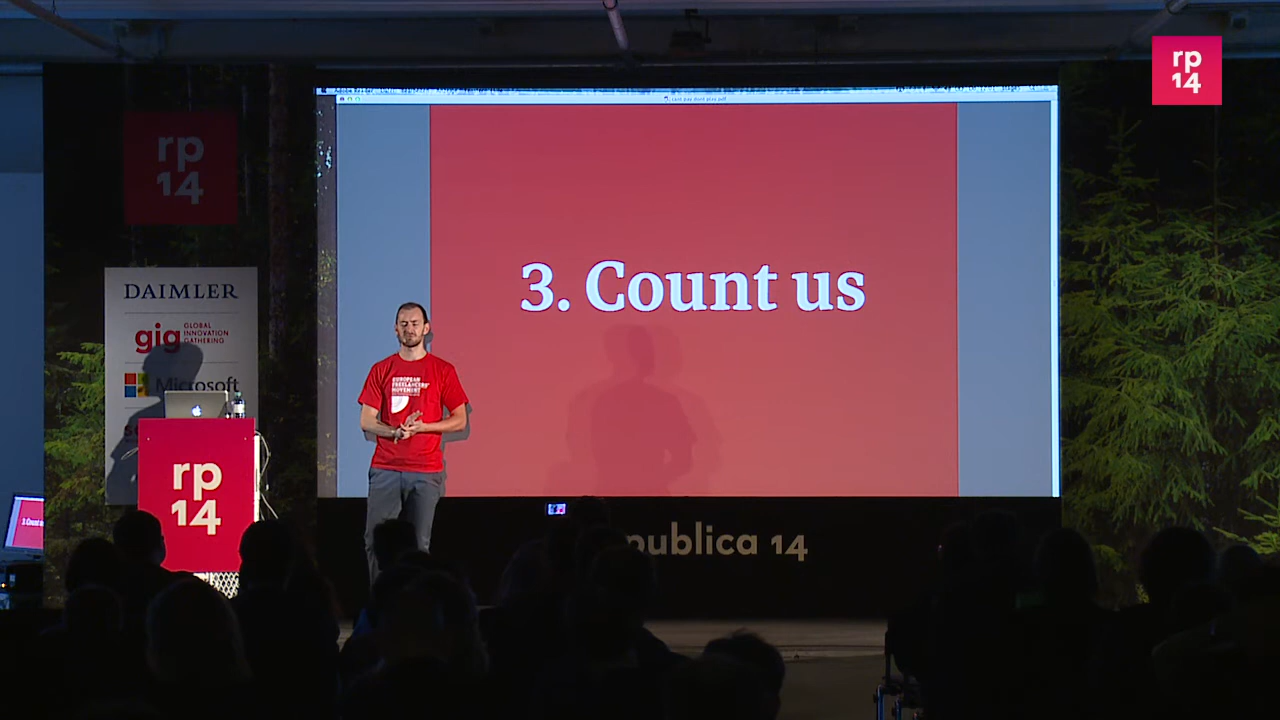 rp
14
rp
14
DAIMLER
gig GLOBAL
INNOVATION
GATHERING
Microsoft
3. Count us
EUROPEAN
FREELANCERS'
MOVEMENT
rp
14
publica 14